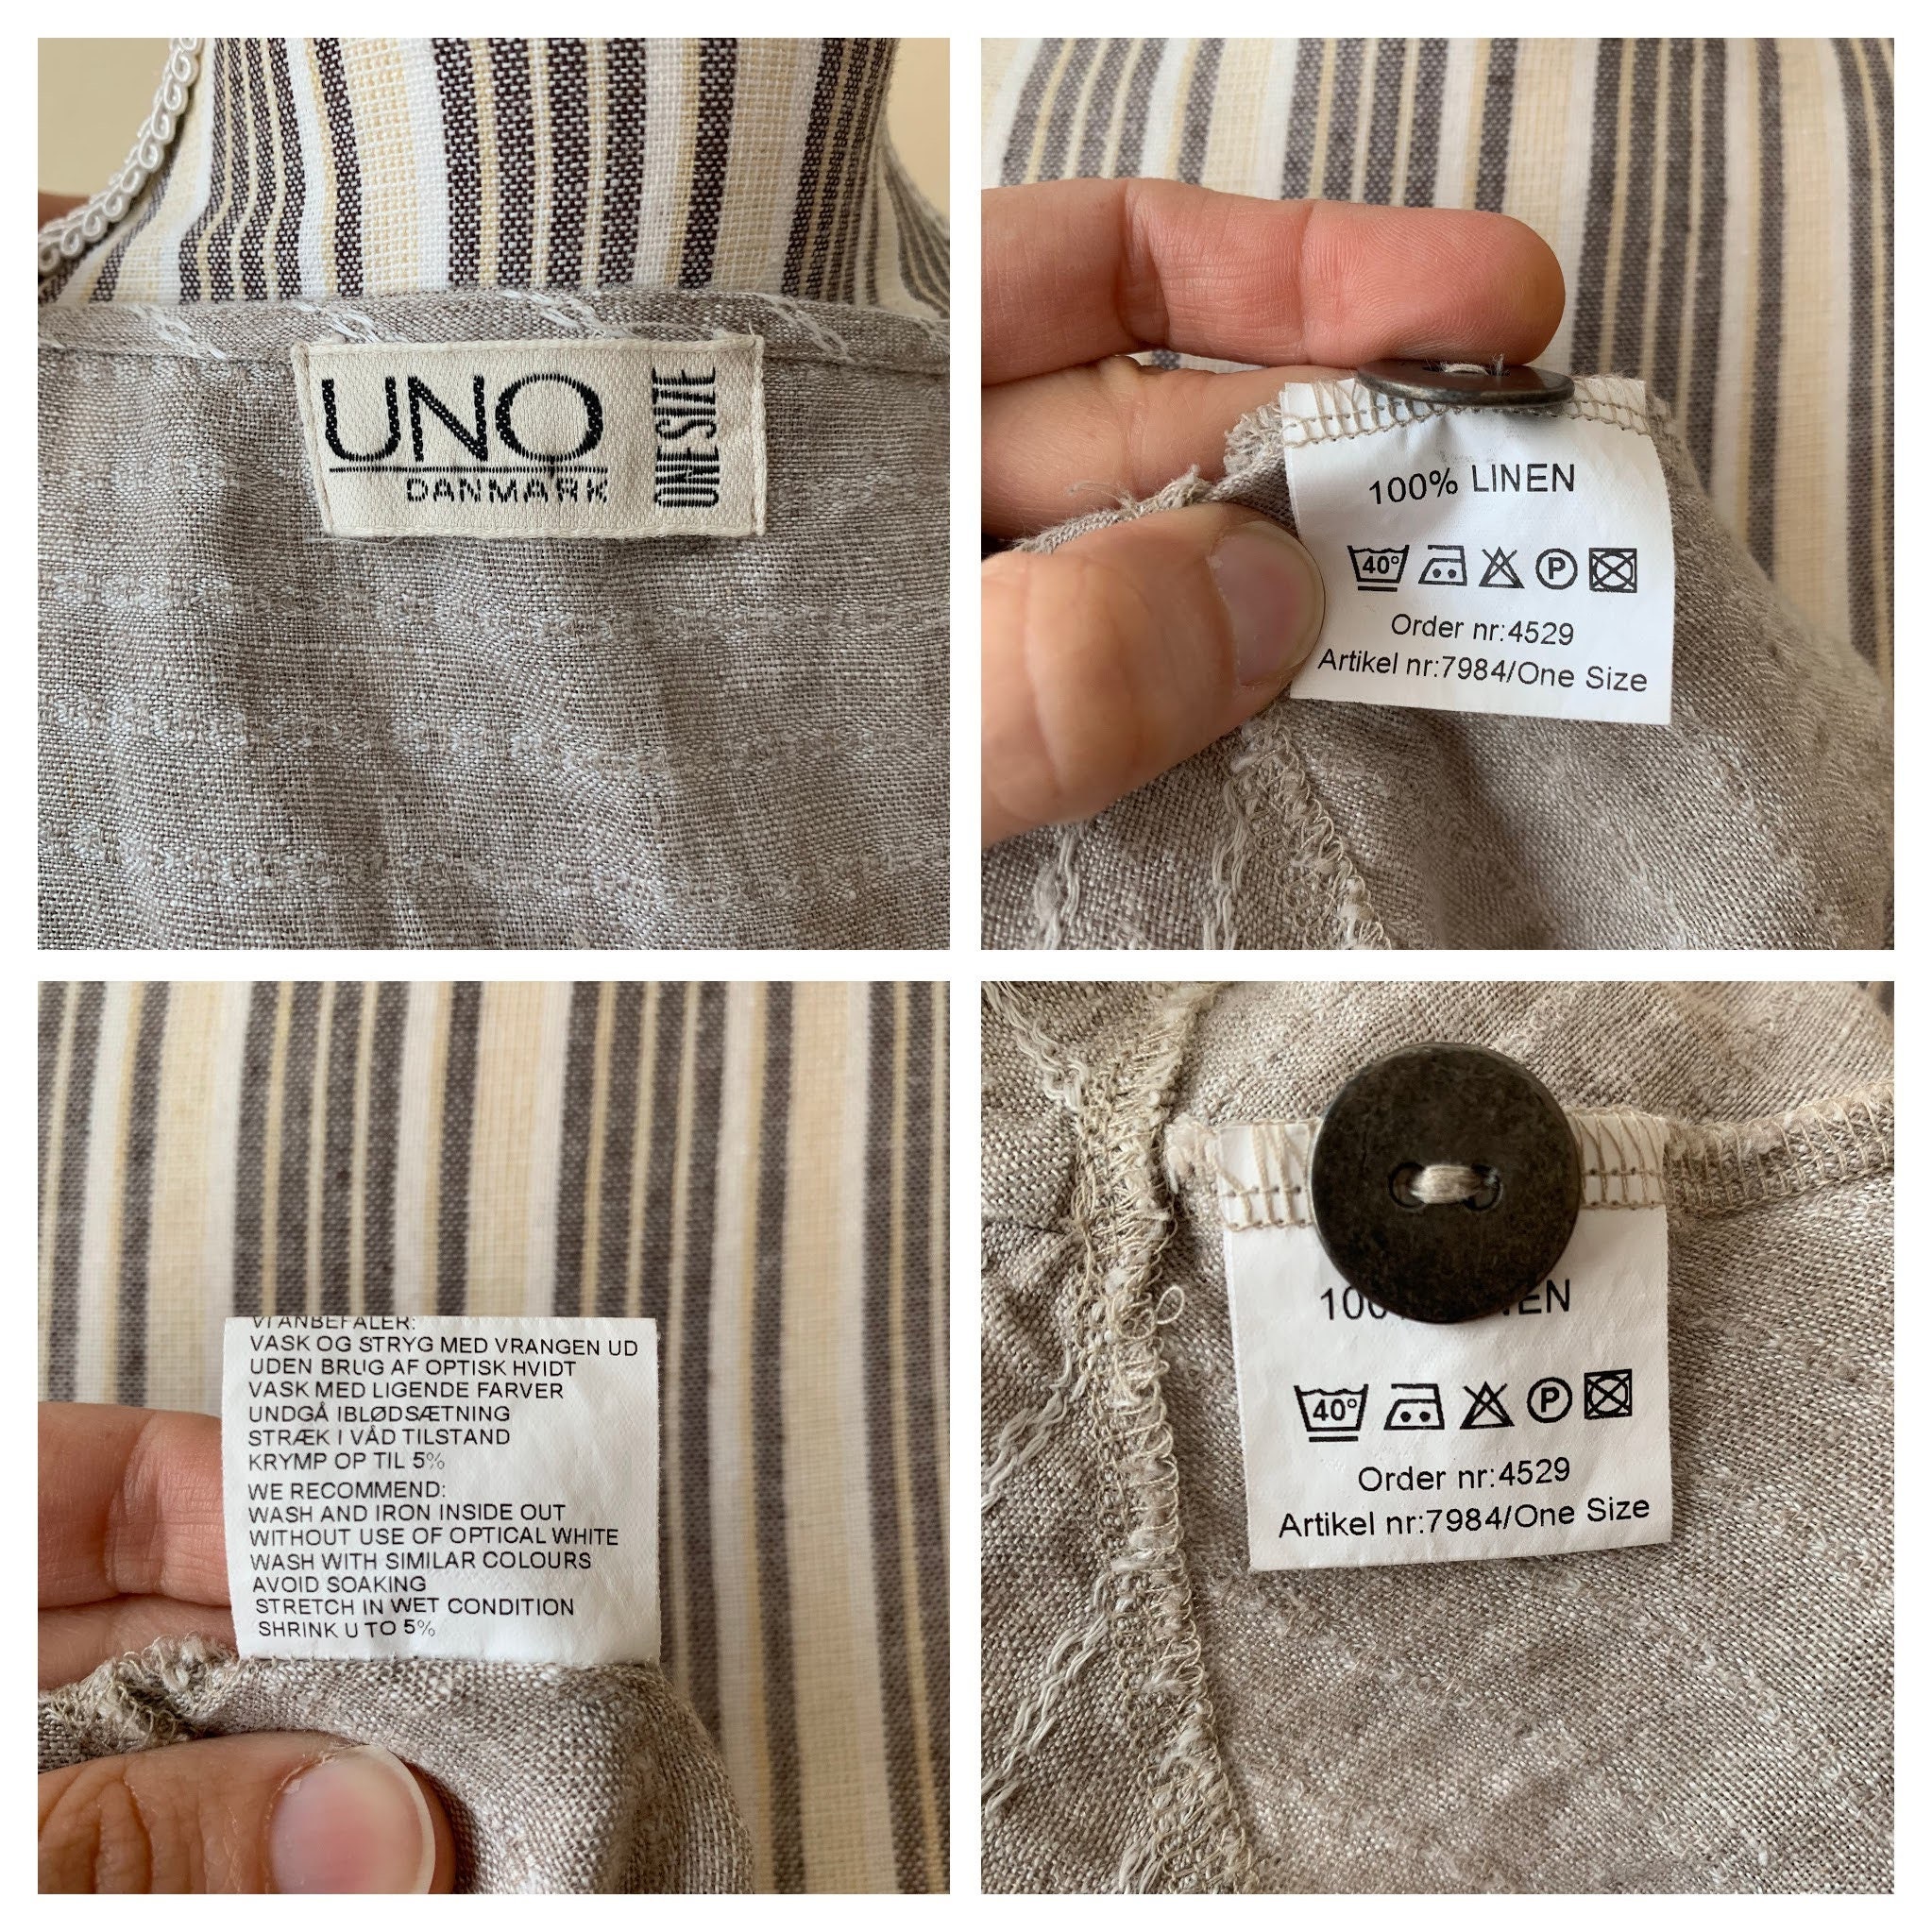 UNO
DANMARK
ONE SIZE
100% LINEN
40°
P
Order nr:4529
Artikel nr:7984/One Size
VI ANBEFALER:
VASK OG STRYG MED VRANGEN UD
UDEN BRUG AF OPTISK HVIDT
VASK MED LIGENDE FARVER
UNDGÅ IBLØDSÆTNING
STRÆK I VÅD TILSTAND
KRYMP OP TIL 5%
WE RECOMMEND:
WASH AND IRON INSIDE OUT
WITHOUT USE OF OPTICAL WHITE
WASH WITH SIMILAR COLOURS
AVOID SOAKING
STRETCH IN WET CONDITION
SHRINK U TO 5%
40°
P
Order nr:4529
Artikel nr:7984/One Size